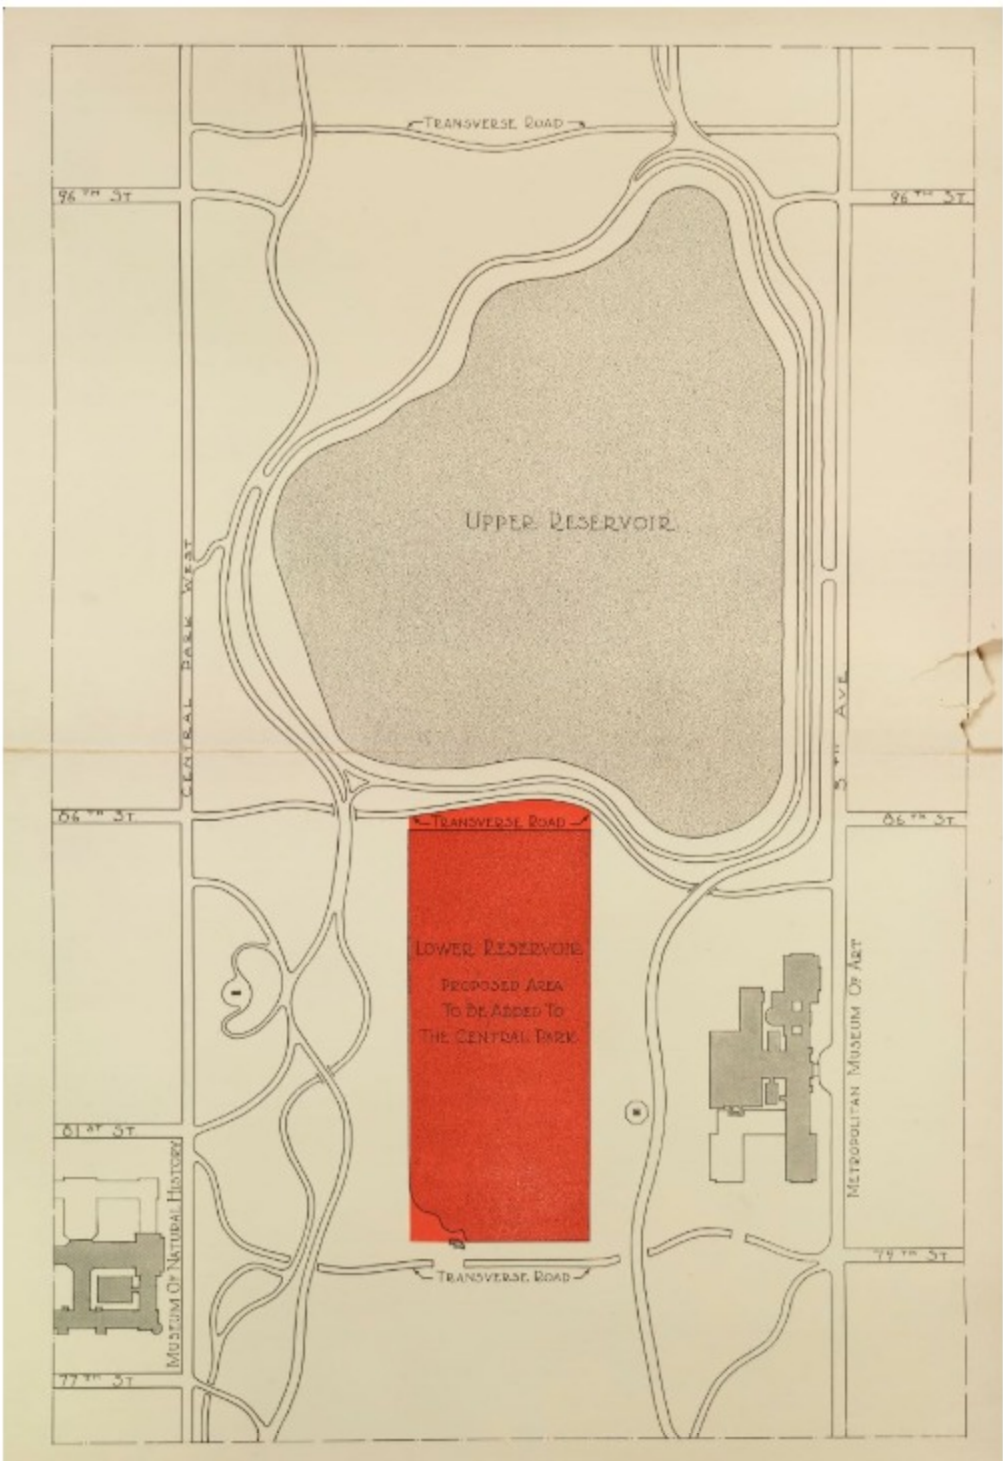 TRANSVERSE ROAD
96TH ST
96TH ST.
UPPER RESERVOIR
CENTRAL PARK WEST
5TH AVE
86TH ST
TRANSVERSE ROAD
86TH ST
LOWER RESERVOIR
PROPOSED AREA
TO BE ADDED TO
THE CENTRAL PARK
METROPOLITAN MUSEUM OF ART
81ST ST.
MUSEUM OF NATURAL HISTORY
79TH ST.
TRANSVERSE ROAD
77TH ST